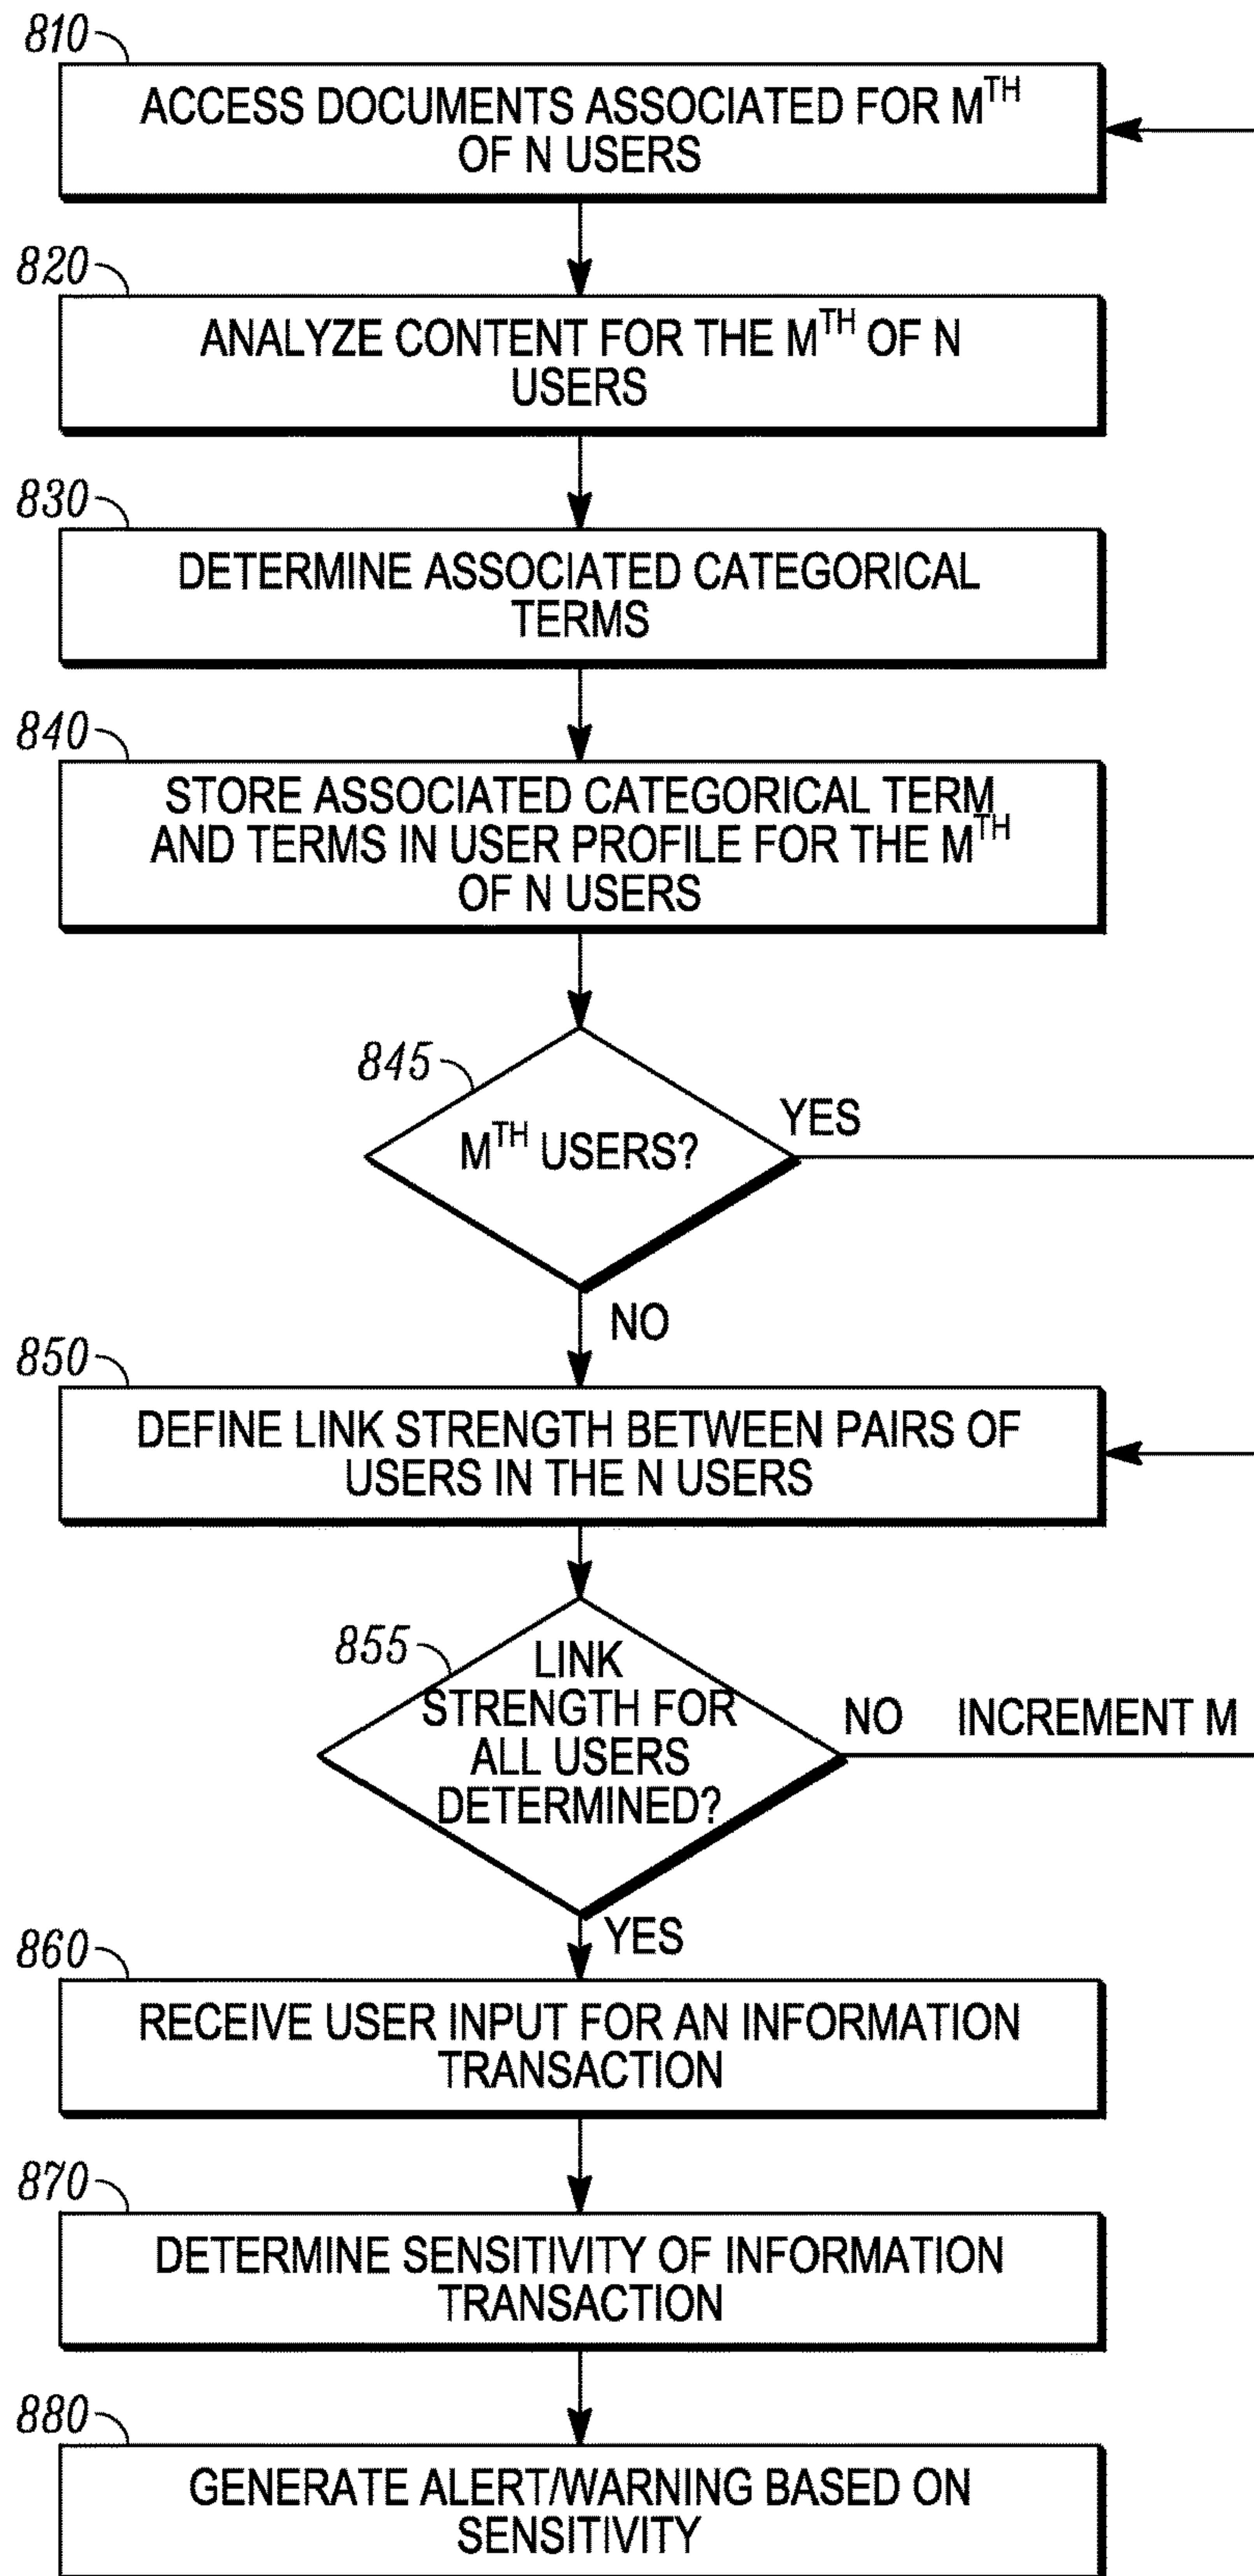 810
ACCESS DOCUMENTS ASSOCIATED FOR MTH
OF N USERS
820
ANALYZE CONTENT FOR THE MTH OF N
USERS
830
DETERMINE ASSOCIATED CATEGORICAL
TERMS
840
STORE ASSOCIATED CATEGORICAL TERM
AND TERMS IN USER PROFILE FOR THE MTH
OF N USERS
845
MTH USERS?
YES
NO
850
DEFINE LINK STRENGTH BETWEEN PAIRS OF
USERS IN THE N USERS
855
LINK
STRENGTH FOR
ALL USERS
DETERMINED?
NO INCREMENT M
YES
860
RECEIVE USER INPUT FOR AN INFORMATION
TRANSACTION
870
DETERMINE SENSITIVITY OF INFORMATION
TRANSACTION
880
GENERATE ALERT/WARNING BASED ON
SENSITIVITY